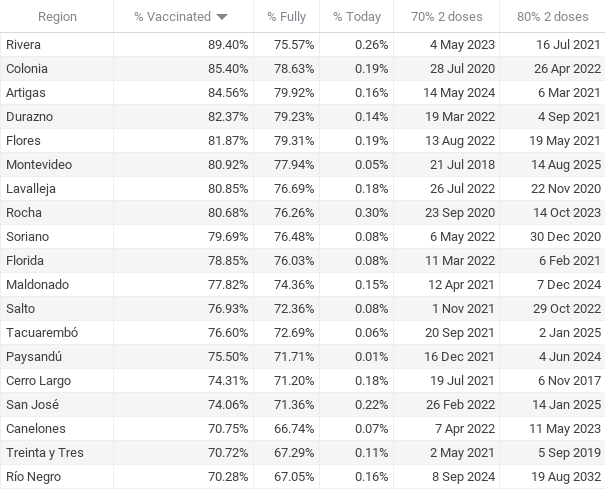 Region % Vaccinated % Fully % Today 70% 2 doses 80% 2 doses
Rivera 89.40% 75.57% 0.26% 4 May 2023 16 Jul 2021
Colonia 85.40% 78.63% 0.19% 28 Jul 2020 26 Apr 2022
Artigas 84.56% 79.92% 0.16% 14 May 2024 6 Mar 2021
Durazno 82.37% 79.23% 0.14% 19 Mar 2022 4 Sep 2021
Flores 81.87% 79.31% 0.19% 13 Aug 2022 19 May 2021
Montevideo 80.92% 77.94% 0.05% 21 Jul 2018 14 Aug 2025
Lavalleja 80.85% 76.69% 0.18% 26 Jul 2022 22 Nov 2020
Rocha 80.68% 76.26% 0.30% 23 Sep 2020 14 Oct 2023
Soriano 79.69% 76.48% 0.08% 6 May 2022 30 Dec 2020
Florida 78.85% 76.03% 0.08% 11 Mar 2022 6 Feb 2021
Maldonado 77.82% 74.36% 0.15% 12 Apr 2021 7 Dec 2024
Salto 76.93% 72.36% 0.08% 1 Nov 2021 29 Oct 2022
Tacuarembó 76.60% 72.69% 0.06% 20 Sep 2021 2 Jan 2025
Paysandú 75.50% 71.71% 0.01% 16 Dec 2021 4 Jun 2024
Cerro Largo 74.31% 71.20% 0.18% 19 Jul 2021 6 Nov 2017
San José 74.06% 71.36% 0.22% 26 Feb 2022 14 Jan 2025
Canelones 70.75% 66.74% 0.07% 7 Apr 2022 11 May 2023
Treinta y Tres 70.72% 67.29% 0.11% 2 May 2021 5 Sep 2019
Río Negro 70.28% 67.05% 0.16% 8 Sep 2024 19 Aug 2032